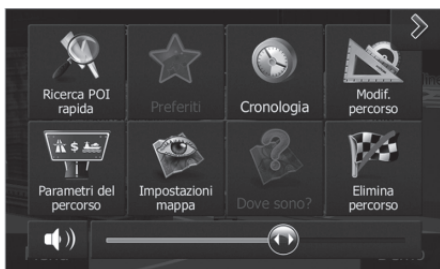 Ricerca POI
rapida
Preferiti
Cronologia
Modif.
percorso
Parametri del
percorso
Impostazioni
mappa
Dove sono?
Elimina
percorso